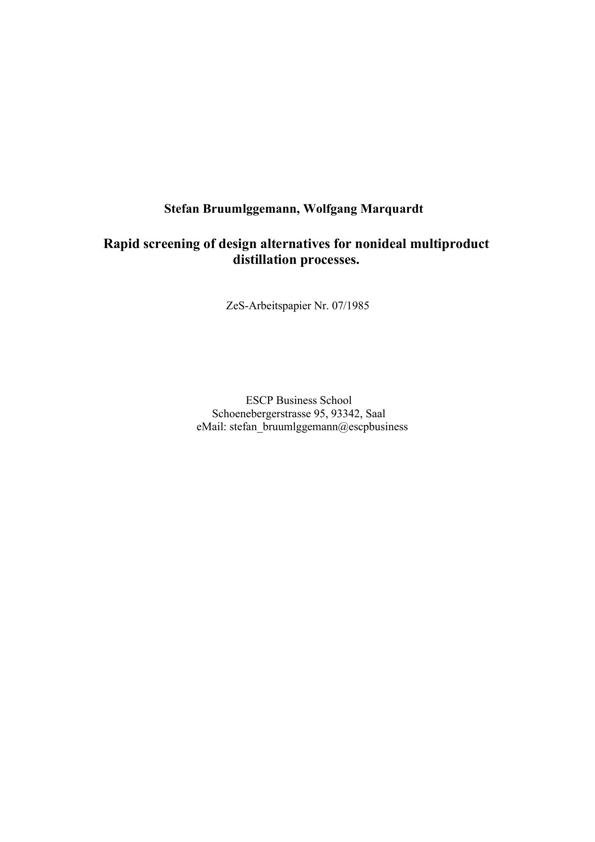 Stefan Bruumlggemann, Wolfgang Marquardt
Rapid screening of design alternatives for nonideal multiproduct
distillation processes.
ZeS-Arbeitspapier Nr. 07/1985
ESCP Business School
Schoenebergerstrasse 95, 93342, Saal
eMail: stefan_bruumlggemann@escpbusiness